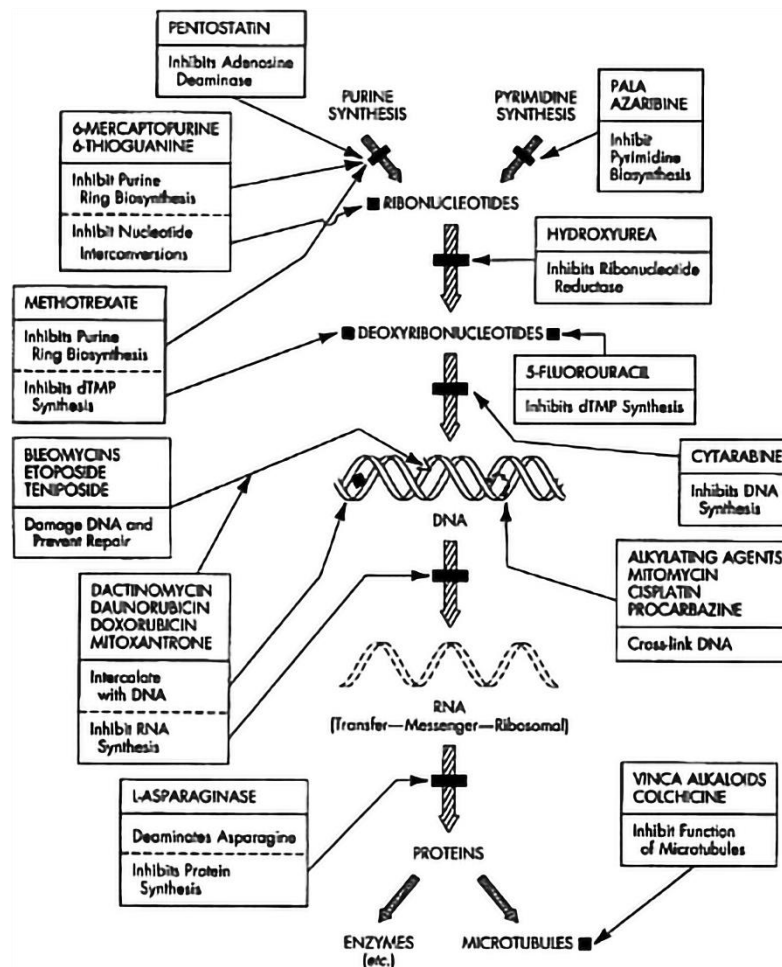 PENTOSTATIN
Inhibits Adenosine
Deaminase
PURINE
SYNTHESIS
PYRIMIDINE
SYNTHESIS
PALA
AZARIBINE
Inhibit
Pyrimidine
Biosynthesis
6-MERCAPTOPURINE
6-THIOGUANINE
Inhibit Purine
Ring Biosynthesis
Inhibit Nucleotide
Interconversions
RIBONUCLEOTIDES
HYDROXYUREA
Inhibits Ribonucleotide
Reductase
METHOTREXATE
Inhibits Purine
Ring Biosynthesis
Inhibits dTMP
Synthesis
DEOXYRIBONUCLEOTIDES
5-FLUOROURACIL
Inhibits dTMP Synthesis
BLEOMYCINS
ETOPOSIDE
TENIPOSIDE
Damage DNA and
Prevent Repair
CYTARABINE
Inhibits DNA
Synthesis
DNA
DACTINOMYCIN
DAUNORUBICIN
DOXORUBICIN
MITOXANTRONE
Intercalate
with DNA
Inhibit RNA
Synthesis
ALKYLATING AGENTS
MITOMYCIN
CISPLATIN
PROCARBAZINE
Cross-link DNA
RNA
(Transfer—Messenger—Ribosomal)
L-ASPARAGINASE
Deaminates Asparagine
Inhibits Protein
Synthesis
VINCA ALKALOIDS
COLCHICINE
Inhibit Function
of Microtubules
PROTEINS
ENZYMES
(etc.)
MICROTUBULES